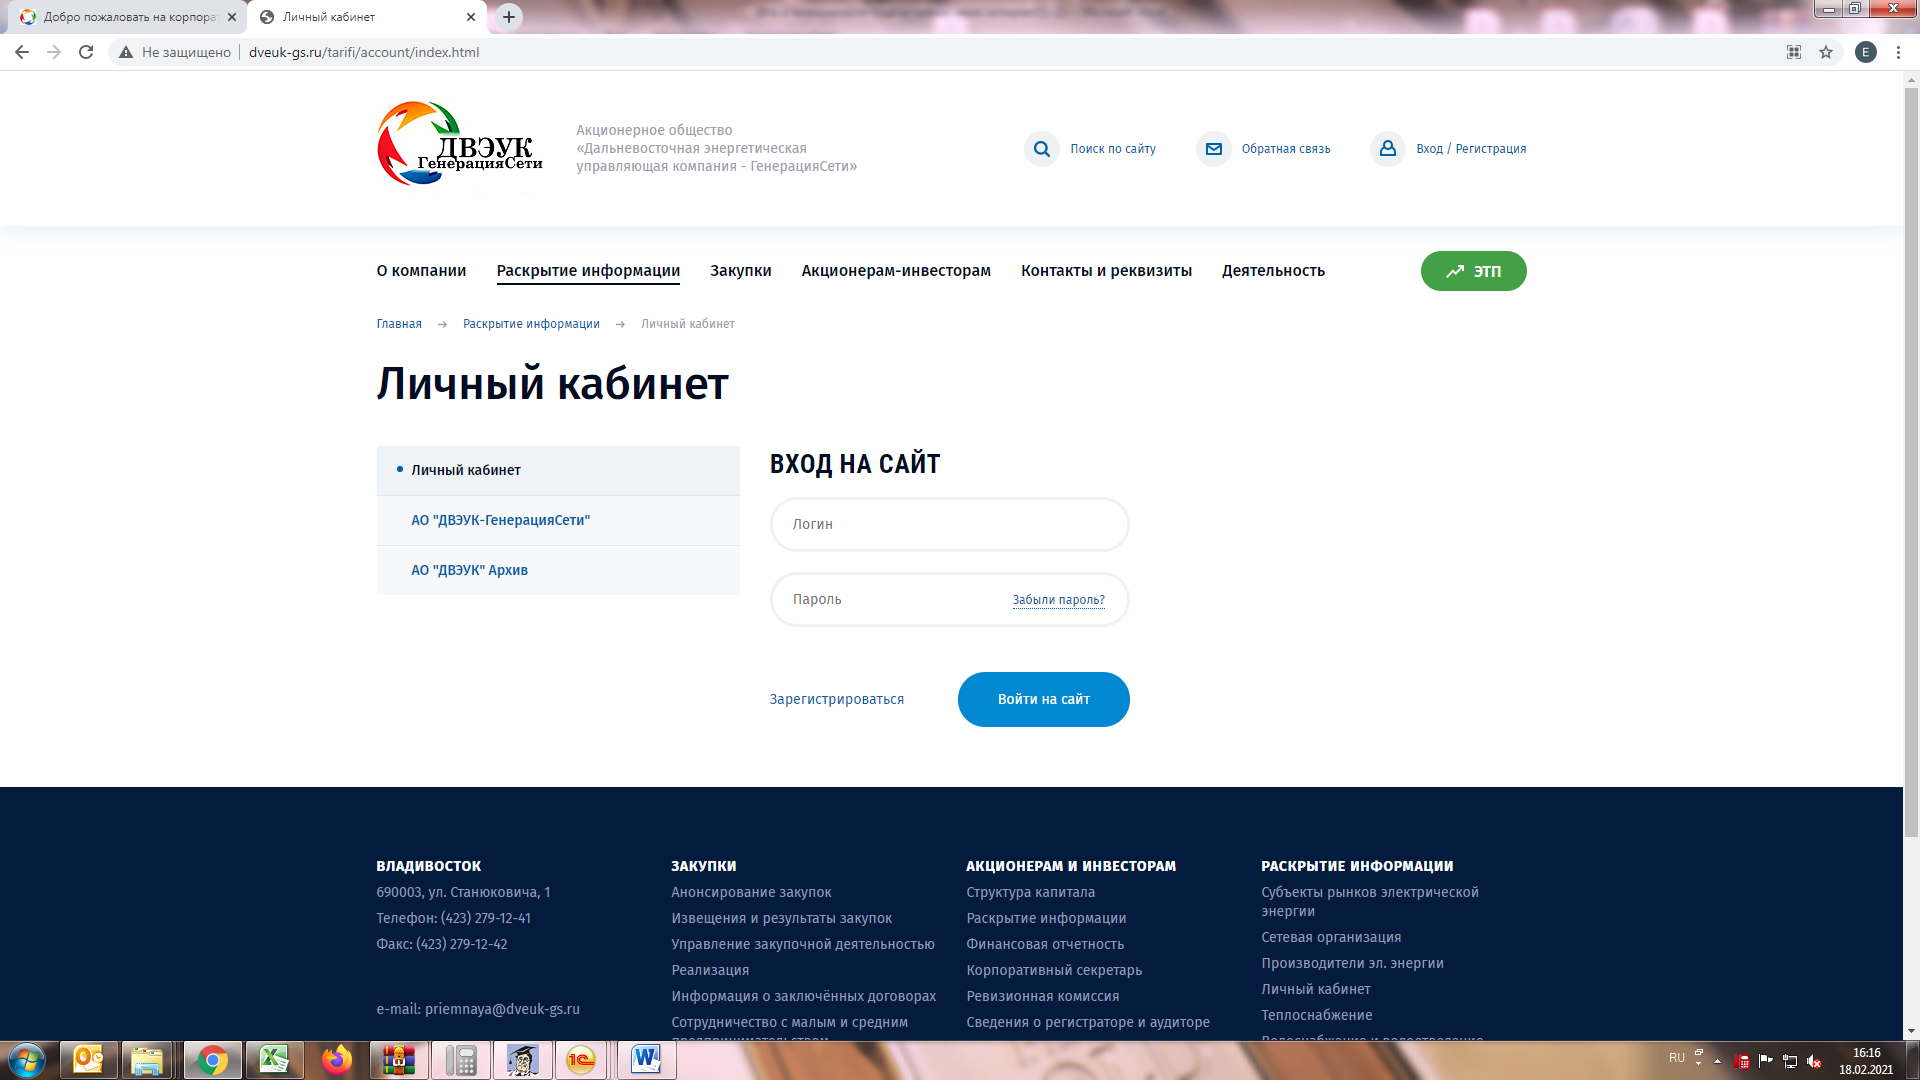 Добро пожаловать на корпорат
Личный кабинет
Не защищено
dveuk-gs.ru/tarifi/account/index.html
E
ДВЭУК
ГенерацияСети
Акционерное общество
«Дальневосточная энергетическая
управляющая компания - ГенерацияСети»
Поиск по сайту
Обратная связь
Вход / Регистрация
О компании
Раскрытие информации
Закупки
Акционерам-инвесторам
Контакты и реквизиты
Деятельность
ЭТП
Главная → Раскрытие информации → Личный кабинет
Личный кабинет
Личный кабинет
АО "ДВЭУК-ГенерацияСети"
АО "ДВЭУК" Архив
ВХОД НА САЙТ
Логин
Пароль
Забыли пароль?
Зарегистрироваться
Войти на сайт
ВЛАДИВОСТОК
690003, ул. Станюковича, 1
Телефон: (423) 279-12-41
Факс: (423) 279-12-42
e-mail: priemnaya@dveuk-gs.ru
ЗАКУПКИ
Анонсирование закупок
Извещения и результаты закупок
Управление закупочной деятельностью
Реализация
Информация о заключённых договорах
Сотрудничество с малым и средним
предпринимательством
АКЦИОНЕРАМ И ИНВЕСТОРАМ
Структура капитала
Раскрытие информации
Финансовая отчетность
Корпоративный секретарь
Ревизионная комиссия
Сведения о регистраторе и аудиторе
РАСКРЫТИЕ ИНФОРМАЦИИ
Субъекты рынков электрической
энергии
Сетевая организация
Производители эл. энергии
Личный кабинет
Теплоснабжение
Водоснабжение и водоотведение
RU
16:16
18.02.2021